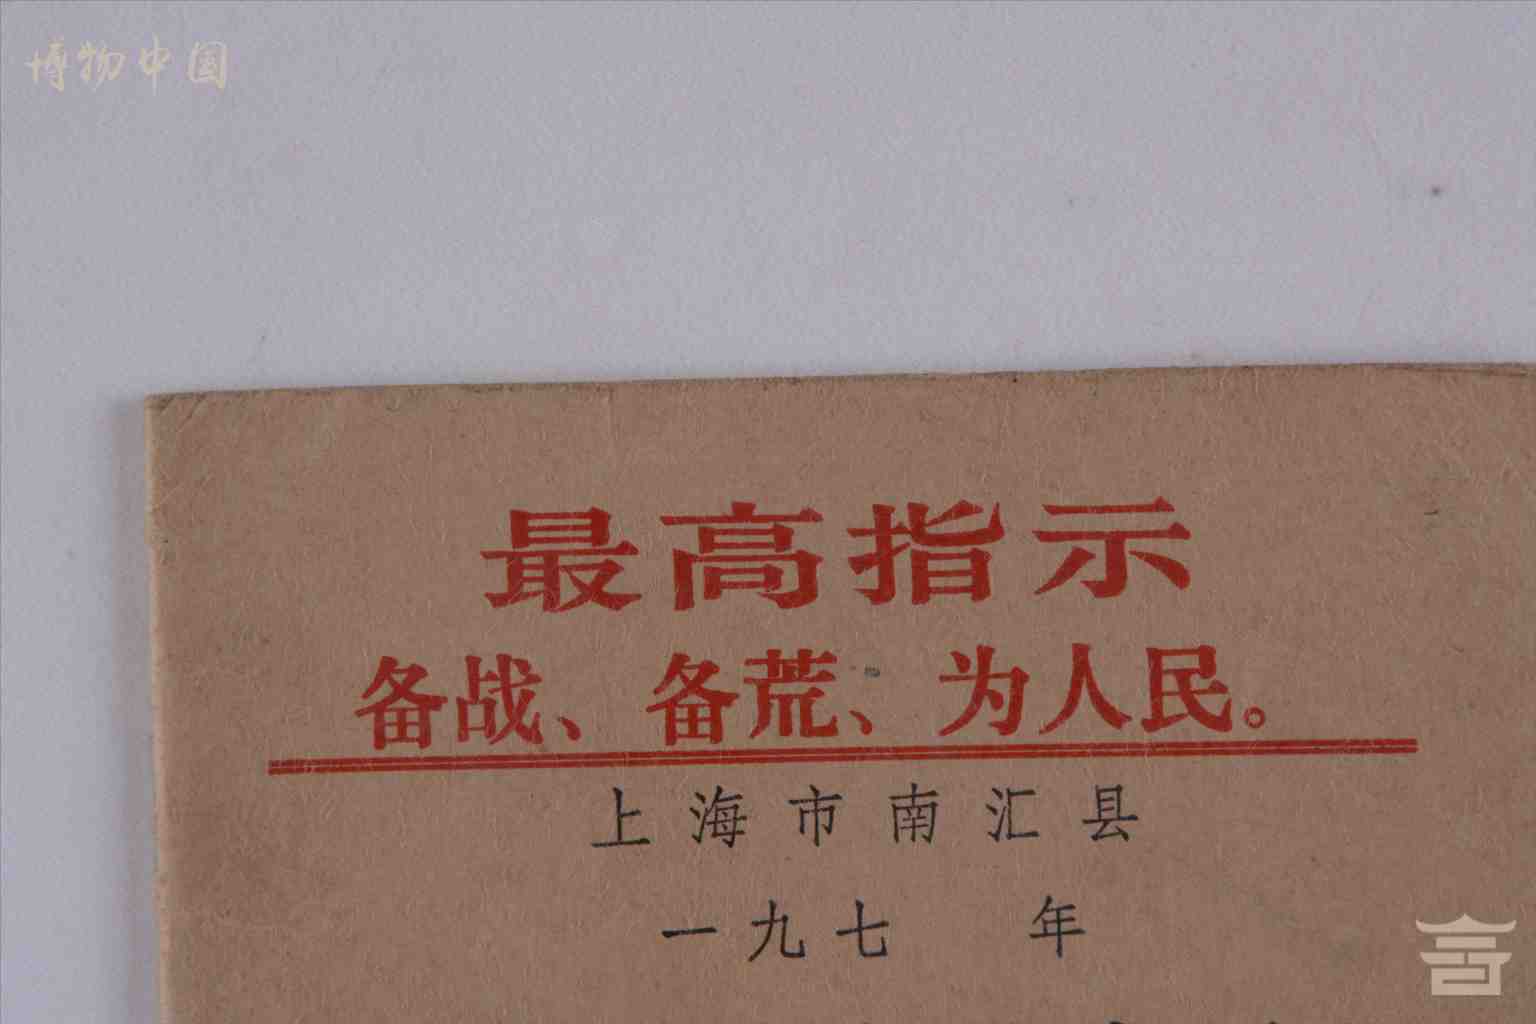 博物中国
最高指示
备战、备荒、为人民。
上海市南汇县
一九七 年